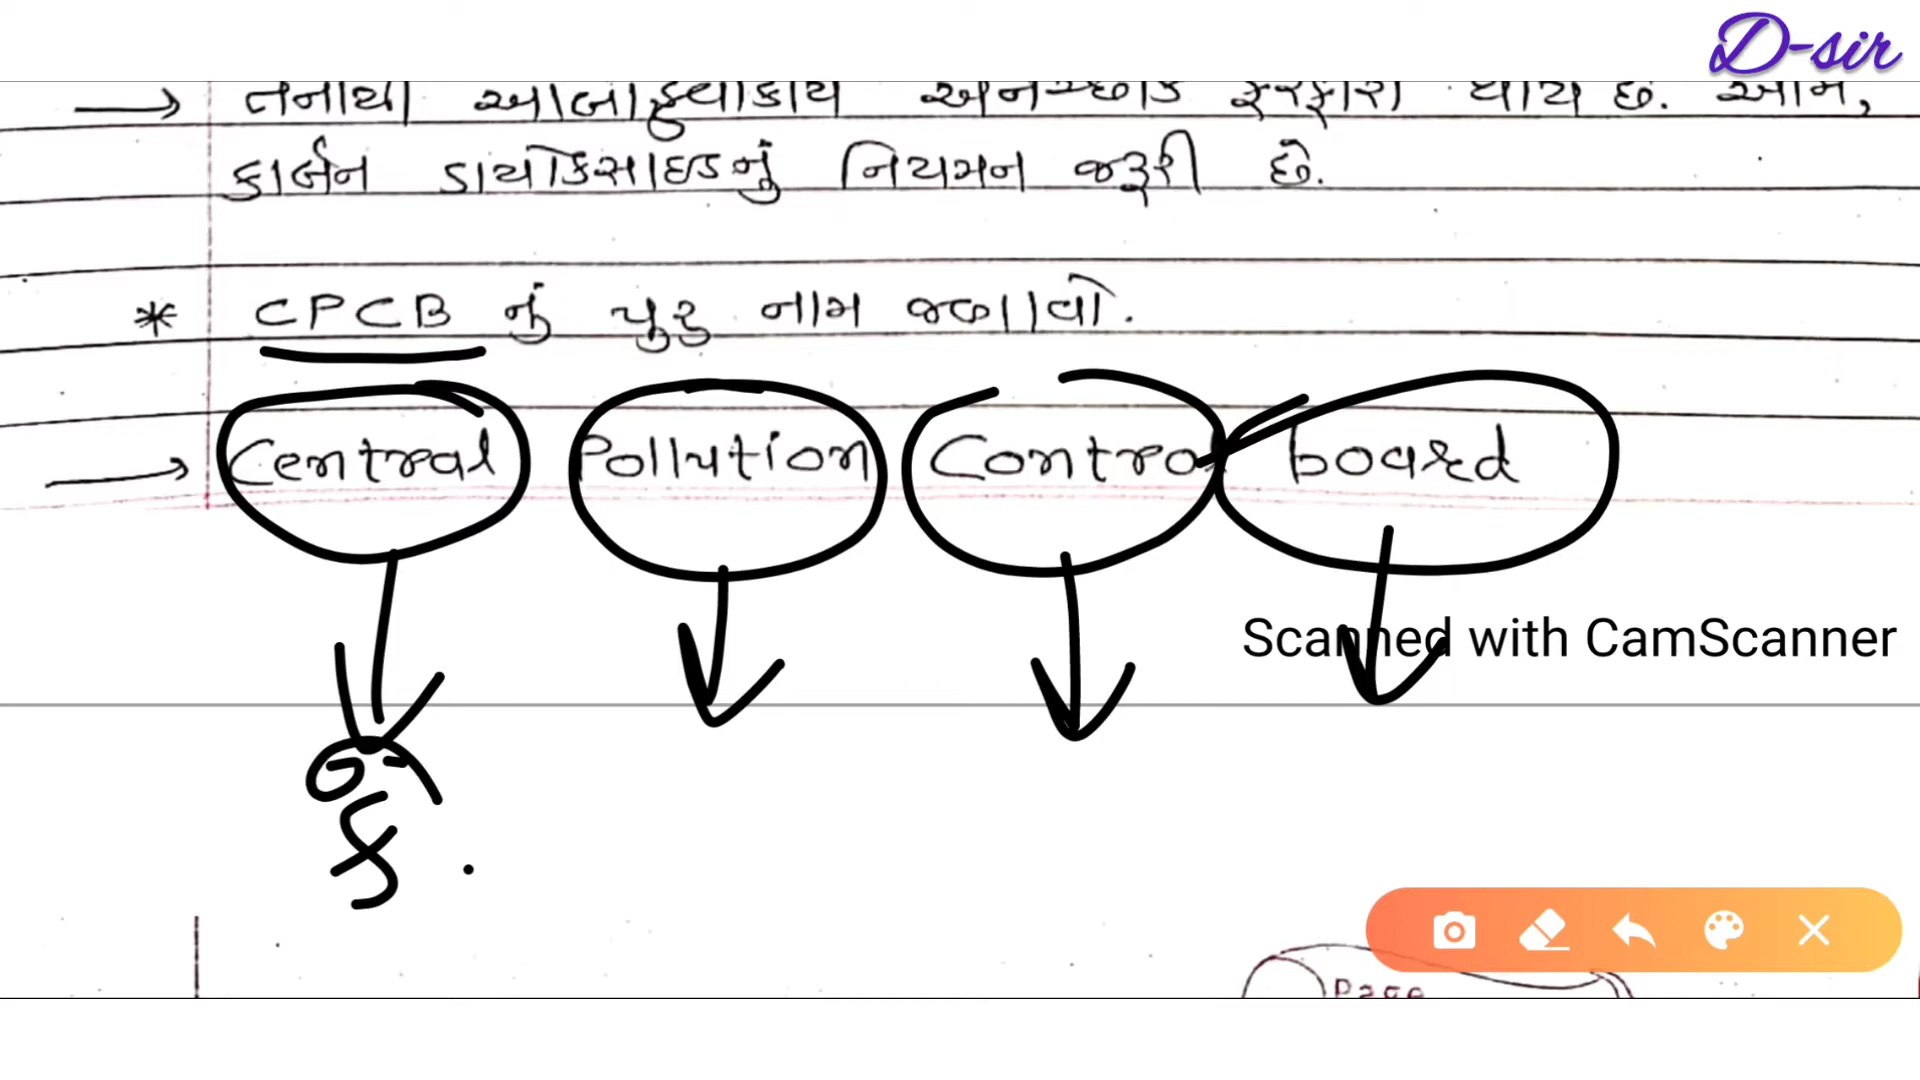 D-sir
→ તેનાથી આબોહવાકીય અનિચ્છનીય ફેરફારો થાય છે. આમ,
કાર્બન ડાયોક્સાઇડનું નિયમન જરૂરી છે.
* CPCB નું પુરુ નામ જણાવો.
→ Central Pollution Control board
Scanned with CamScanner
Page